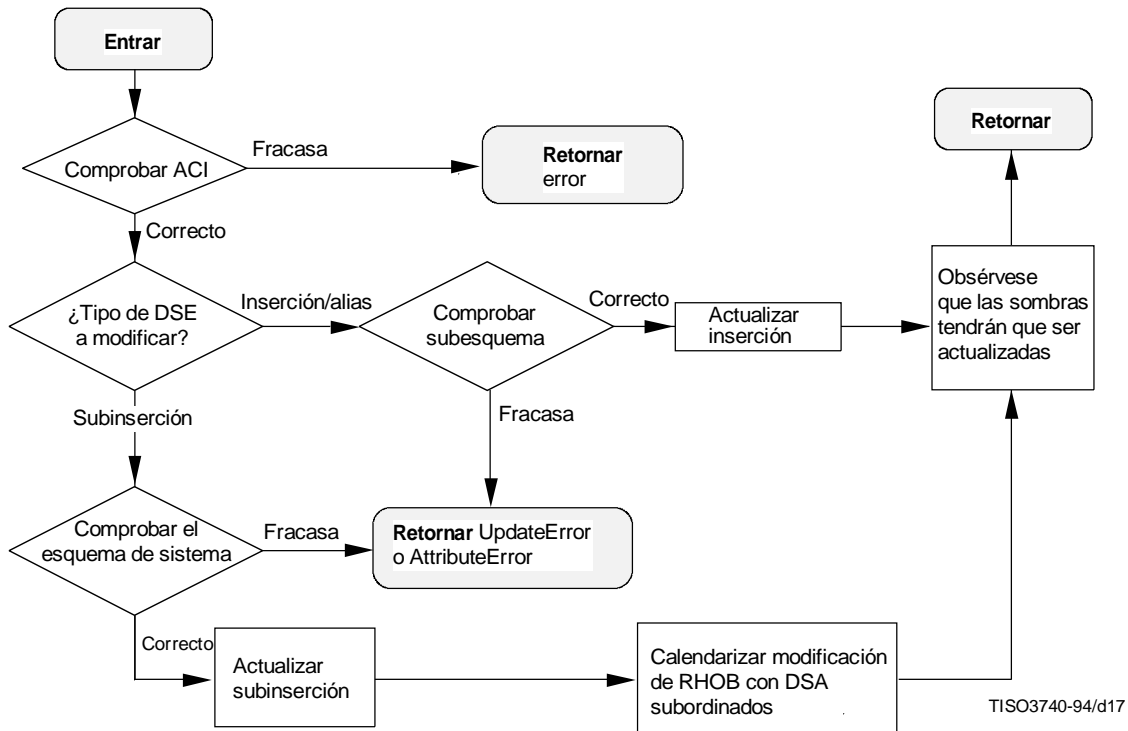 Entrar
Retornar
Comprobar ACI
Fracasa
Retornar
error
Correcto
¿Tipo de DSE
a modificar?
Inserción/alias
Comprobar
subesquema
Correcto
Actualizar
inserción
Obsérvese
que las sombras
tendrán que ser
actualizadas
Subinserción
Fracasa
Comprobar el
esquema de sistema
Fracasa
Retornar UpdateError
o AttributeError
Correcto
Actualizar
subinserción
Calendarizar modificación
de RHOB con DSA
subordinados
TISO3740-94/d17